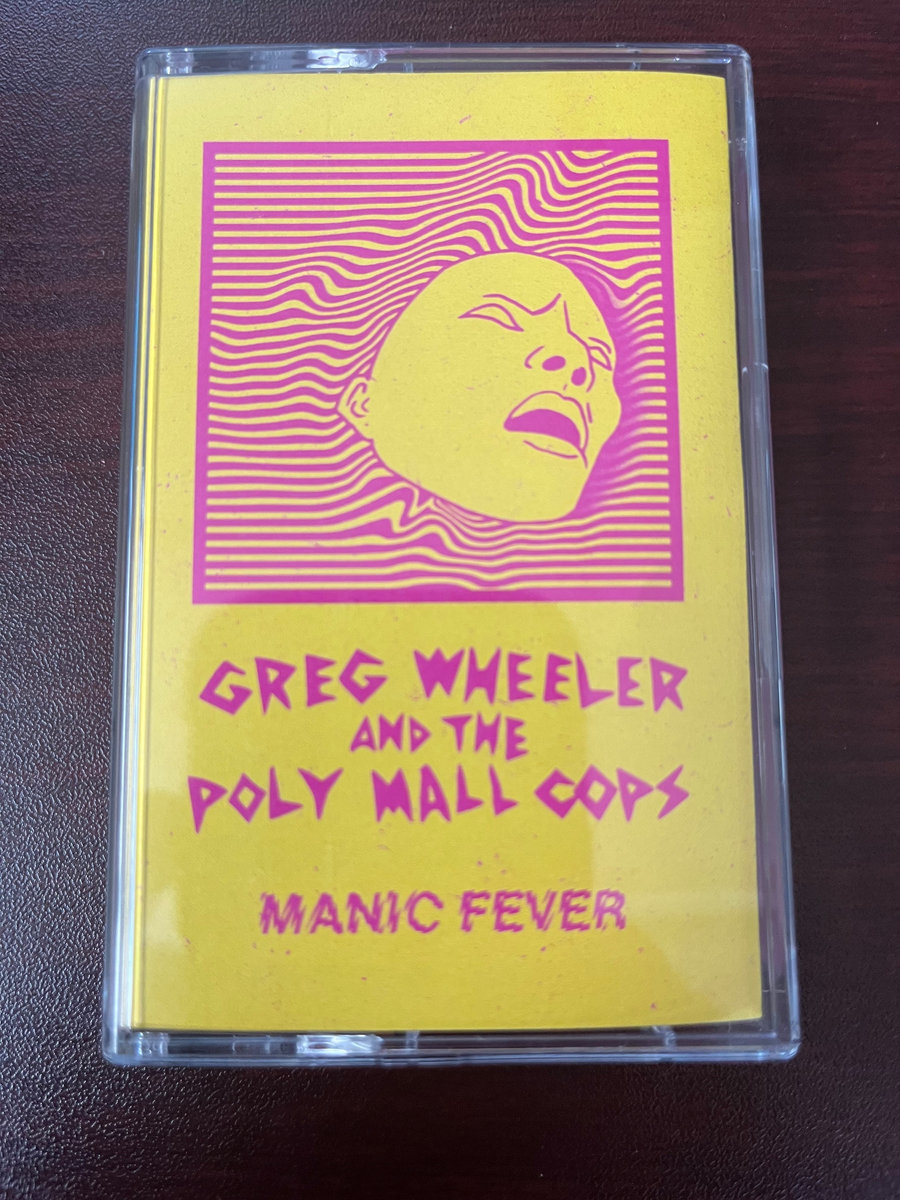 GREG WHEELER
AND THE
POLY MALL COPS
MANIC FEVER